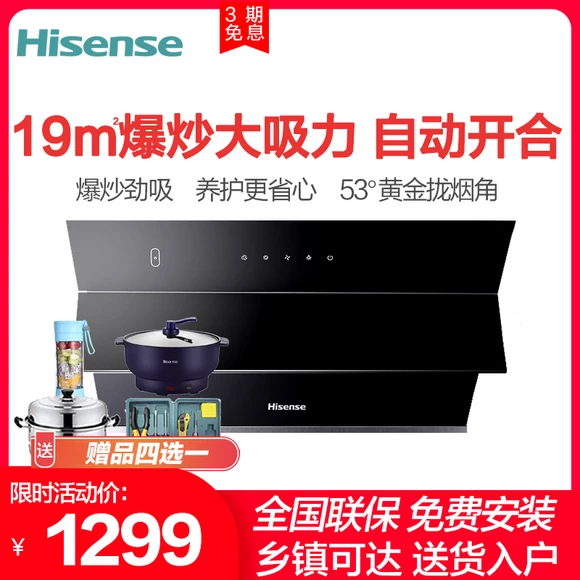 Hisense
3期
免息
19㎡爆炒大吸力 自动开合
爆炒劲吸 养护更省心 53°黄金拢烟角
Hisense
送
赠品四选一
限时活动价:
¥1299
全国联保 免费安装
乡镇可达 送货入户